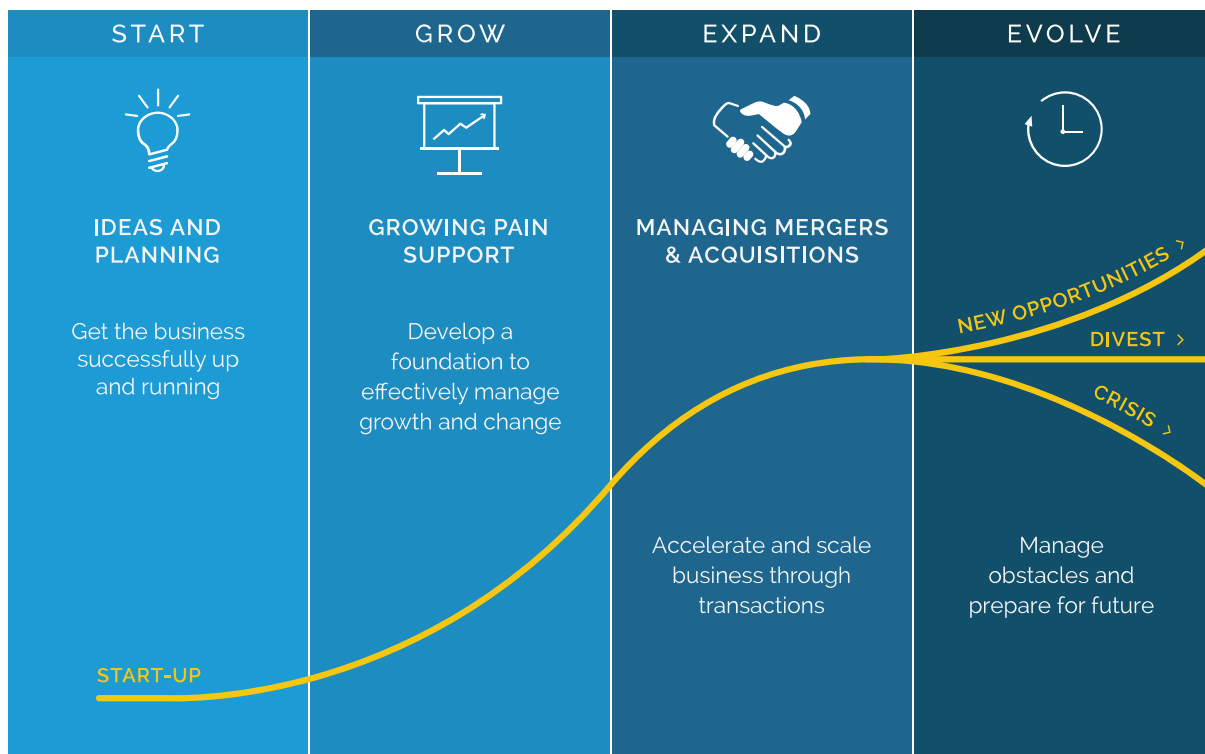 START
GROW
EXPAND
EVOLVE
IDEAS AND
PLANNING
Get the business
successfully up
and running
START-UP
GROWING PAIN
SUPPORT
Develop a
foundation to
effectively manage
growth and change
MANAGING MERGERS
& ACQUISITIONS
Accelerate and scale
business through
transactions
NEW OPPORTUNITIES >
DIVEST >
CRISIS >
Manage
obstacles and
prepare for future